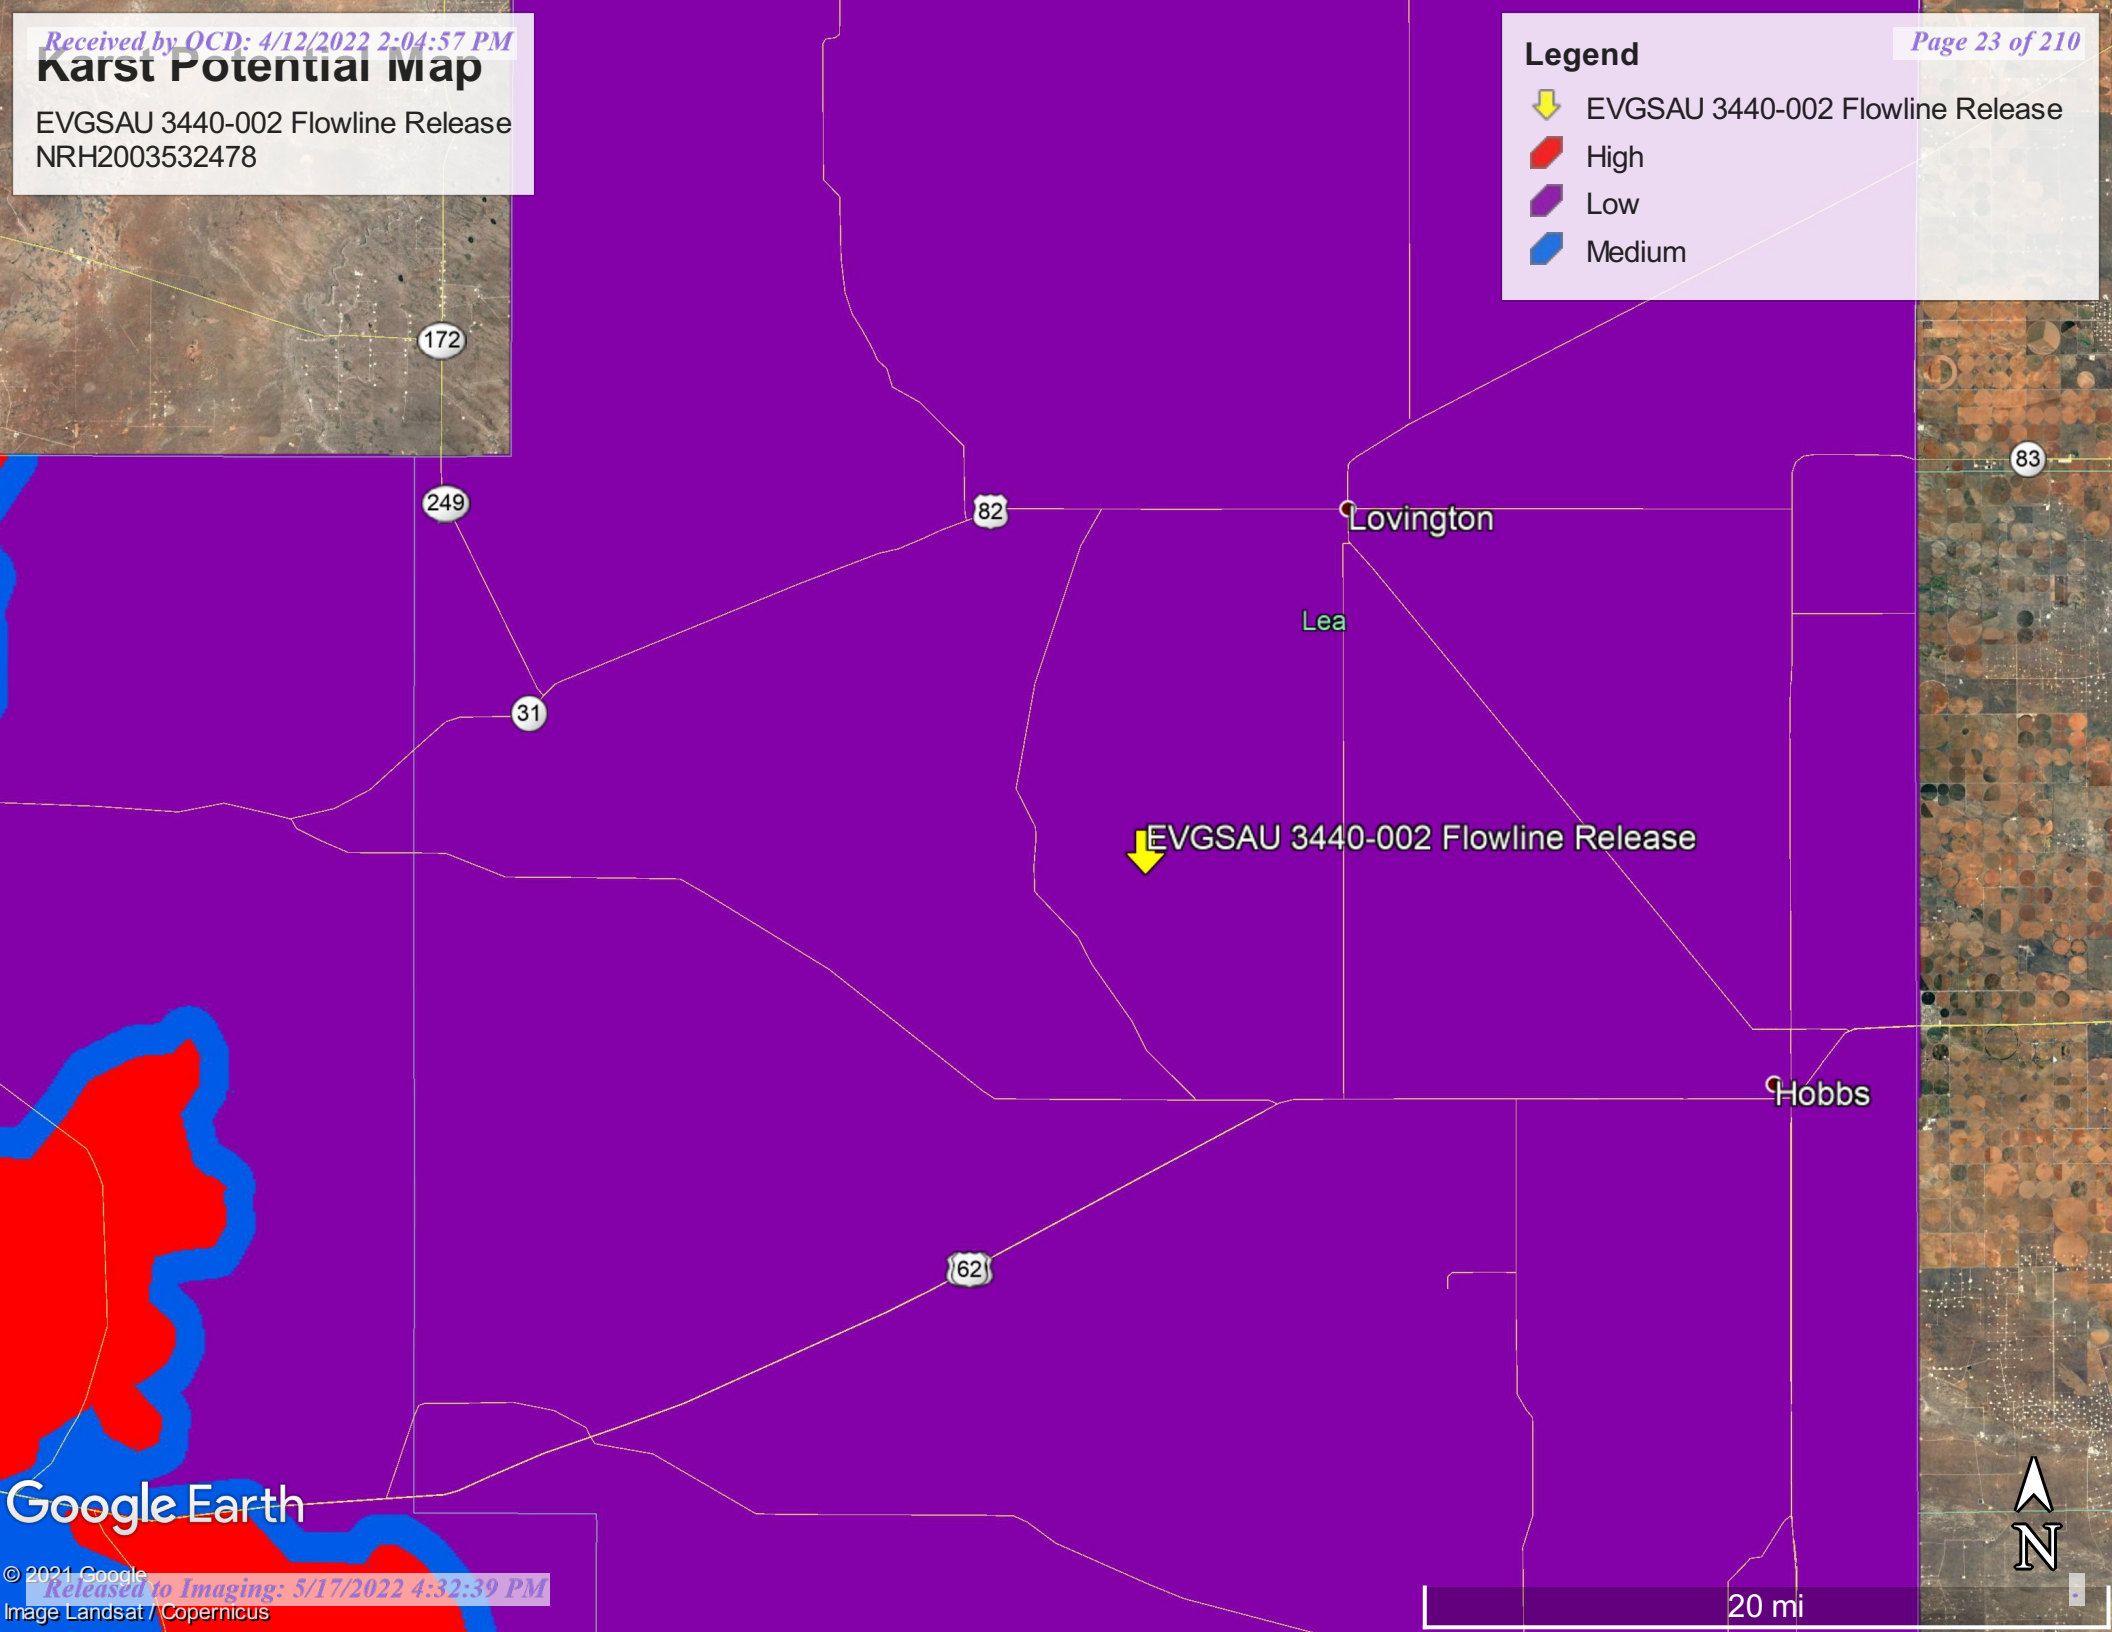 Received by OCD: 4/12/2022 2:04:57 PM
Page 23 of 210
Karst Potential Map
EVGSAU 3440-002 Flowline Release
NRH2003532478
Legend
EVGSAU 3440-002 Flowline Release
High
Low
Medium
172
83
249
82
Lovington
Lea
31
EVGSAU 3440-002 Flowline Release
Hobbs
62
Google Earth
N
© 2021 Google
Released to Imaging: 5/17/2022 4:32:39 PM
Image Landsat / Copernicus
20 mi